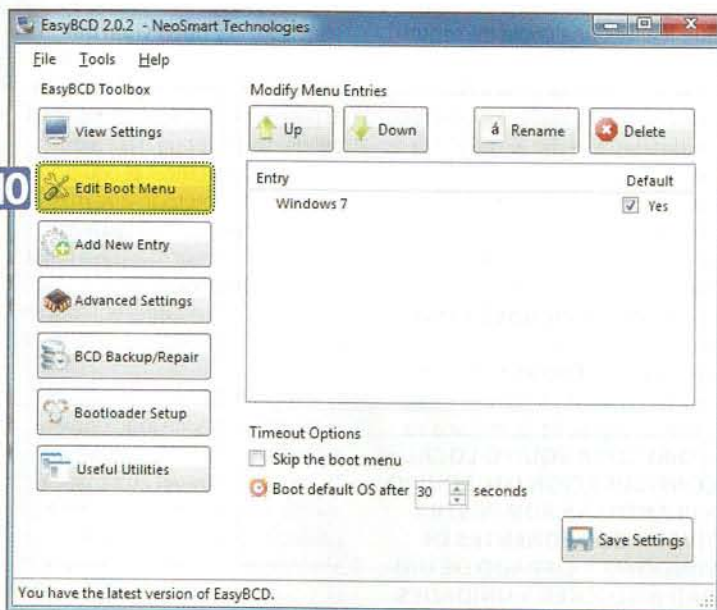 EasyBCD 2.0.2 - NeoSmart Technologies
File Tools Help
EasyBCD Toolbox
View Settings
10
Edit Boot Menu
Add New Entry
Advanced Settings
BCD Backup/Repair
Bootloader Setup
Useful Utilities
Modify Menu Entries
Up Down á Rename Delete
Entry Default
Windows 7 Yes
Timeout Options
Skip the boot menu
Boot default OS after 30 seconds
Save Settings
You have the latest version of EasyBCD.